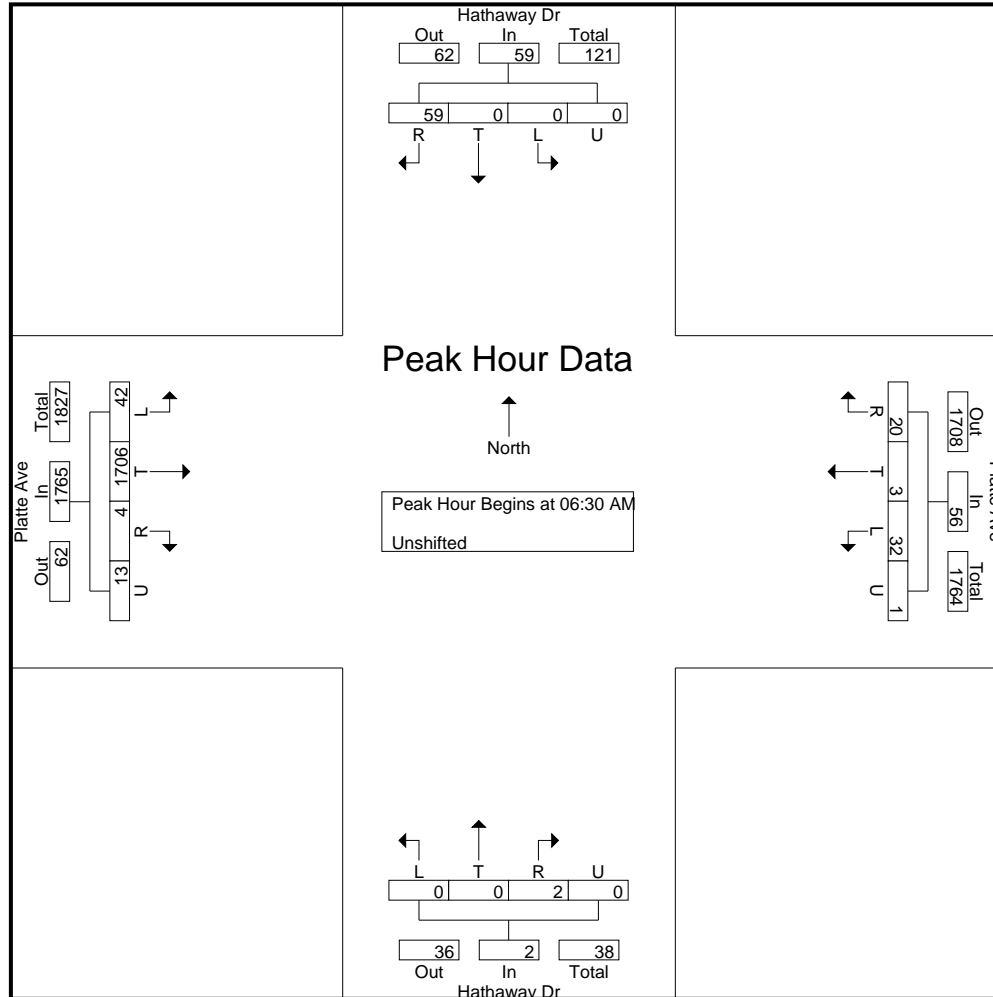 Hathaway Dr
Out In Total
62 59 121
59 0 0 0
R T L U
Peak Hour Data
North
Peak Hour Begins at 06:30 AM
Unshifted
Platte Ave
Total In Out
1827 1765 62
42 1706 4 13
L T R U
Platte Ave
Out In Total
1708 56 1764
20 3 32 1
R T L U
L T R U
0 0 2 0
36 2 38
Out In Total
Hathaway Dr